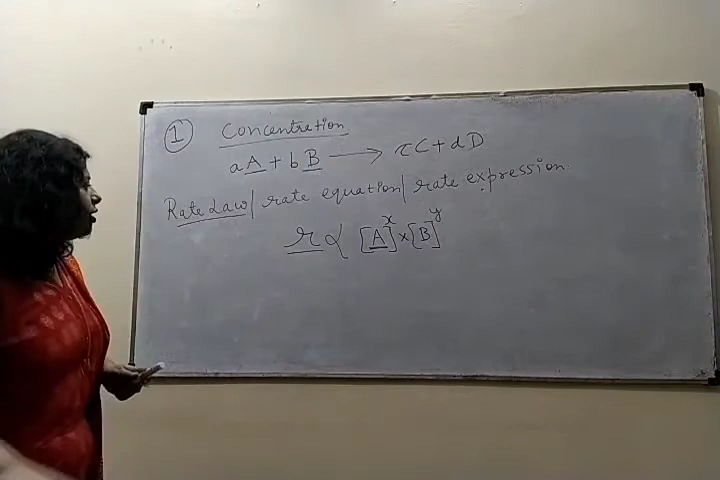 ① Concentration
aA + bB → cC + dD
Rate Law/ rate equation/ rate expression.
r ∝ [A]^x × [B]^y